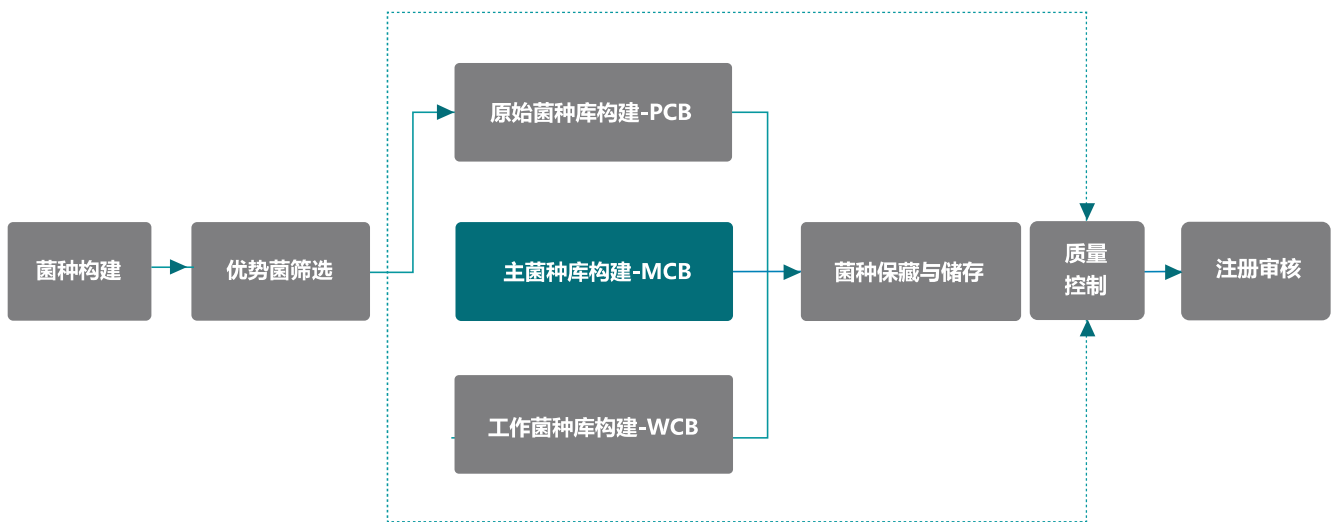 菌种构建
优势菌筛选
原始菌种库构建-PCB
主菌种库构建-MCB
工作菌种库构建-WCB
菌种保藏与储存
质量
控制
注册审核